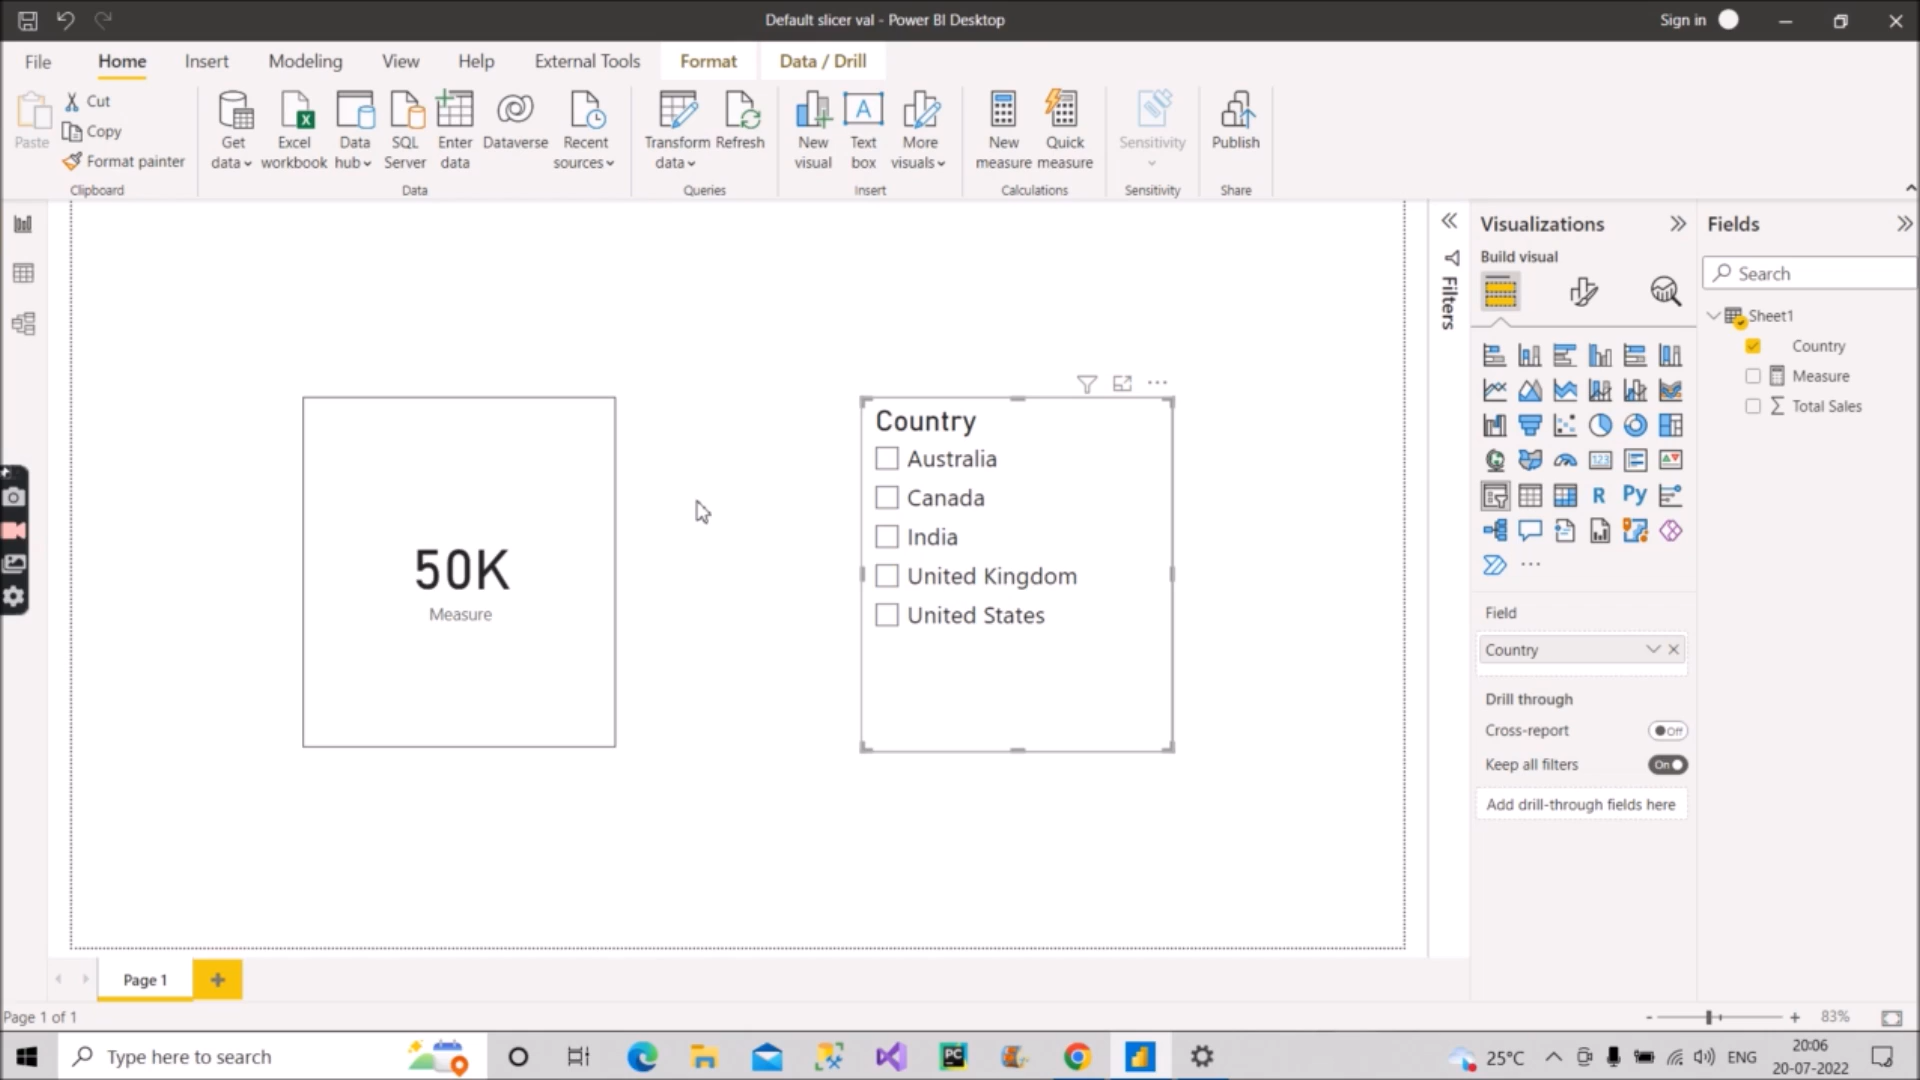 Default slicer val - Power BI Desktop
Sign in
File Home Insert Modeling View Help External Tools Format Data / Drill
Paste
Cut
Copy
Format painter
Clipboard
Get data
Excel workbook
Data hub
SQL Server
Enter data
Dataverse
Recent sources
Data
Transform data
Refresh
Queries
New visual
Text box
More visuals
Insert
New measure
Quick measure
Calculations
Sensitivity
Sensitivity
Publish
Share
50K
Measure
Country
Australia
Canada
India
United Kingdom
United States
Filters
Visualizations
Build visual
123
R
Py
Field
Country
Drill through
Cross-report Off
Keep all filters On
Add drill-through fields here
Fields
Search
Sheet1
Country
Measure
Total Sales
Page 1
Page 1 of 1
- + 83%
Type here to search
PC
25°C
ENG
20:06
20-07-2022